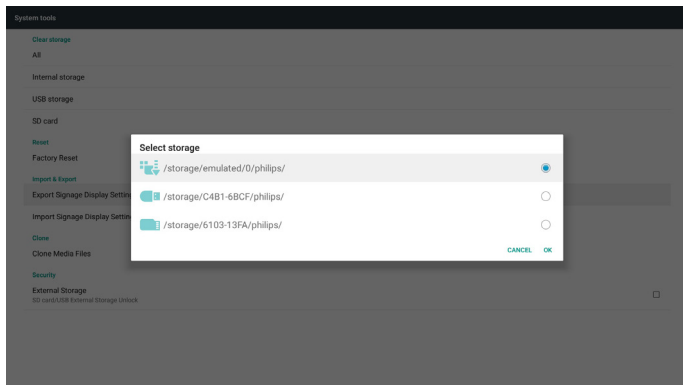 System tools
Clear storage
All
Internal storage
USB storage
SD card
Reset
Factory Reset
Import & Export
Export Signage Display Setting
Import Signage Display Settin
Clone
Clone Media Files
Security
External Storage
SD card/USB External Storage Unlock
Select storage
/storage/emulated/0/philips/
/storage/C4B1-6BCF/philips/
/storage/6103-13FA/philips/
CANCEL OK